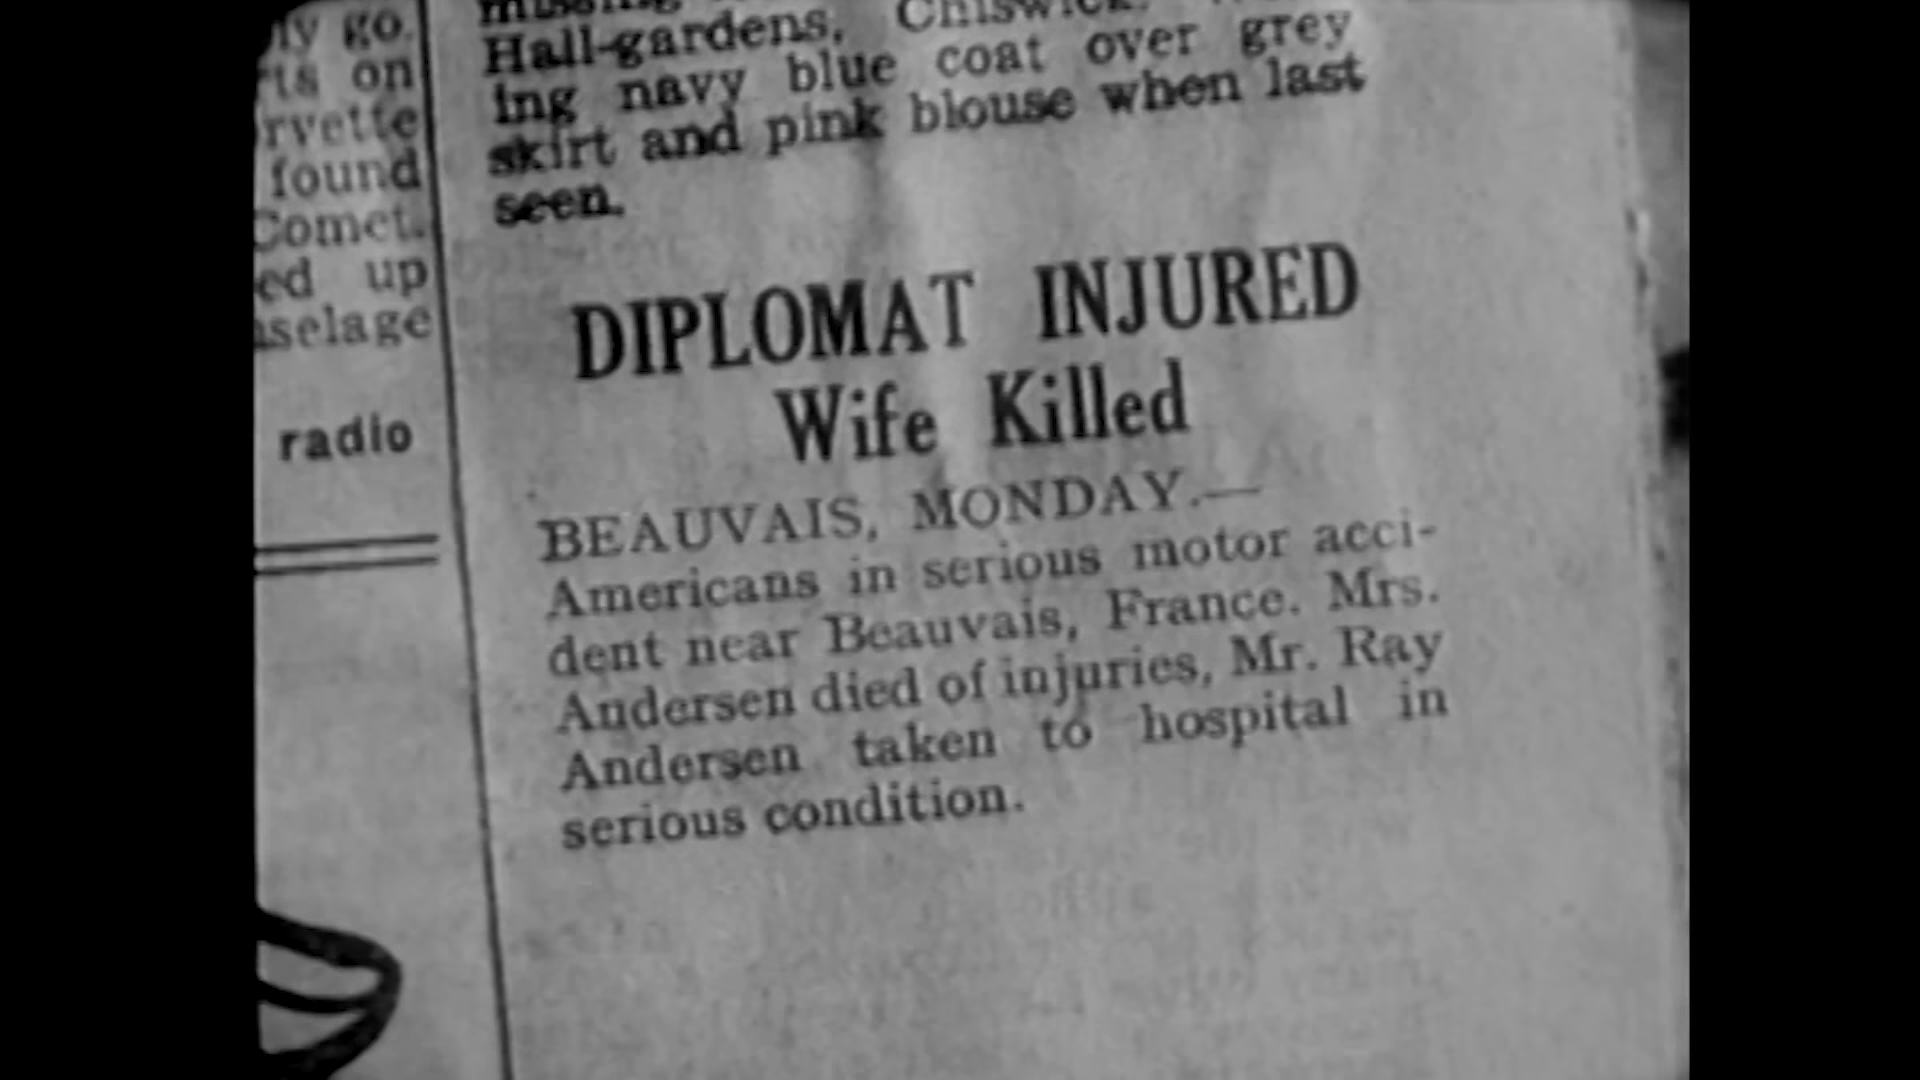 go.
on
found
Comet.
up
radio
Hall-gardens, Chiswick.
ing navy blue coat over grey
skirt and pink blouse when last
seen.
DIPLOMAT INJURED
Wife Killed
BEAUVAIS, MONDAY.—
Americans in serious motor acci-
dent near Beauvais, France. Mrs.
Andersen died of injuries, Mr. Ray
Andersen taken to hospital in
serious condition.